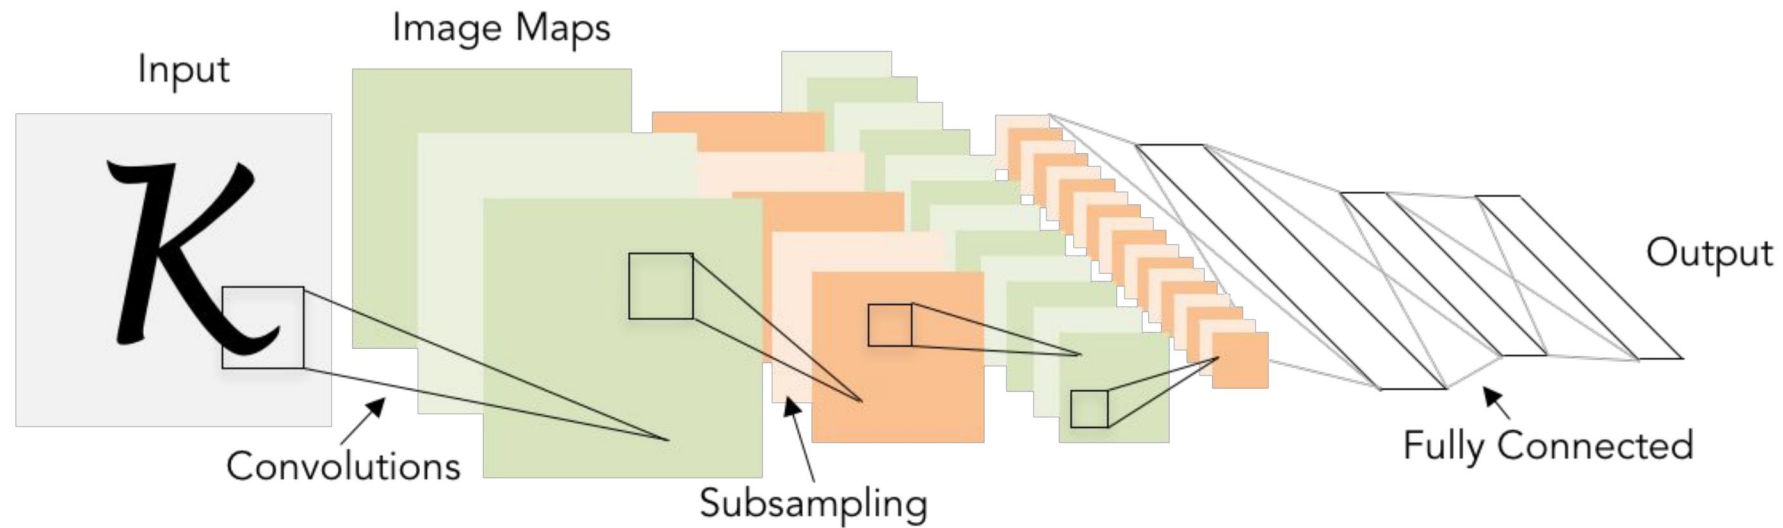 Image Maps
Input
K
Output
Convolutions
Fully Connected
Subsampling